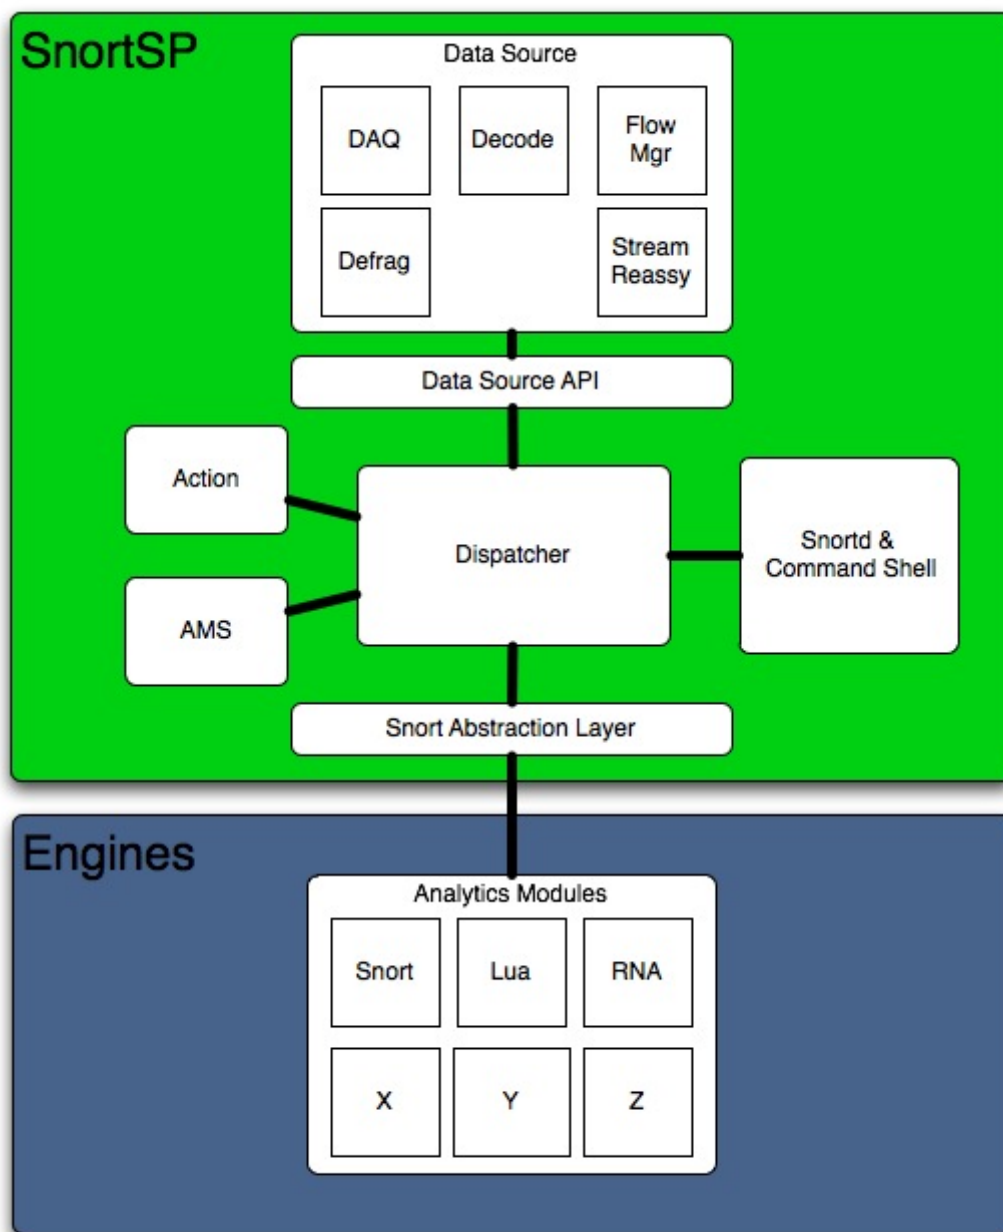 SnortSP
Data Source
DAQ
Decode
Flow
Mgr
Defrag
Stream
Reassy
Data Source API
Action
Dispatcher
Snortd &
Command Shell
AMS
Snort Abstraction Layer
Engines
Analytics Modules
Snort
Lua
RNA
X
Y
Z